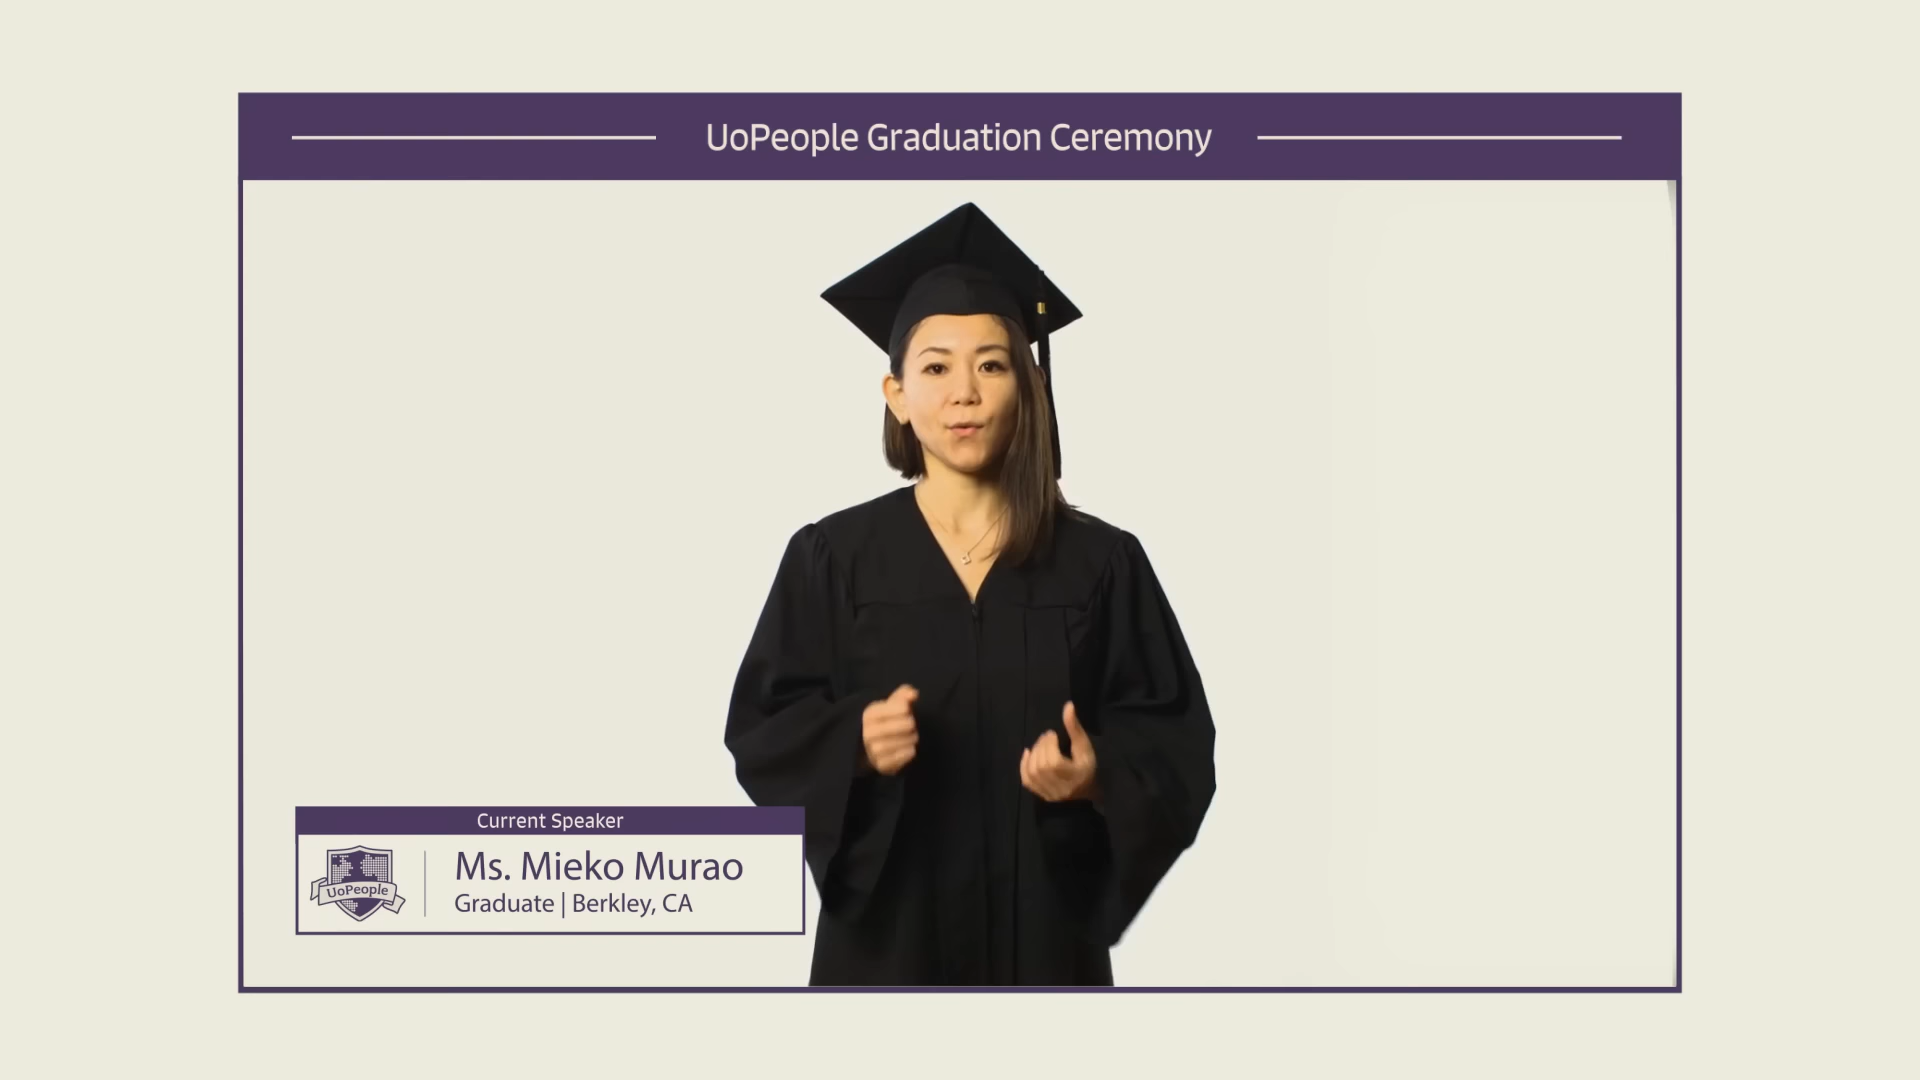 UoPeople Graduation Ceremony
Current Speaker
UoPeople
Ms. Mieko Murao
Graduate | Berkley, CA